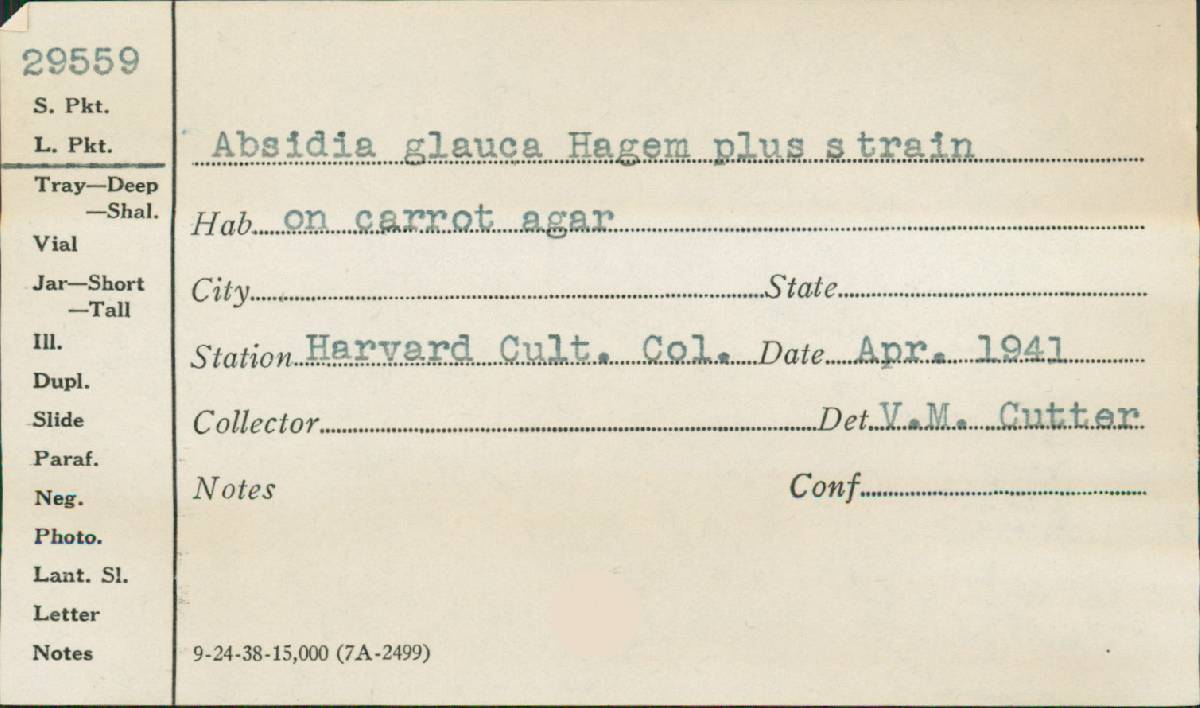 29559
S. Pkt.
L. Pkt.
Tray—Deep
—Shal.
Vial
Jar—Short
—Tall
Ill.
Dupl.
Slide
Paraf.
Neg.
Photo.
Lant. Sl.
Letter
Notes
Absidia glauca Hagem plus strain
Hab. on carrot agar
City State
Station Harvard Cult. Col. Date Apr. 1941
Collector Det. V.M. Cutter
Notes Conf.
9-24-38-15,000 (7A-2499)